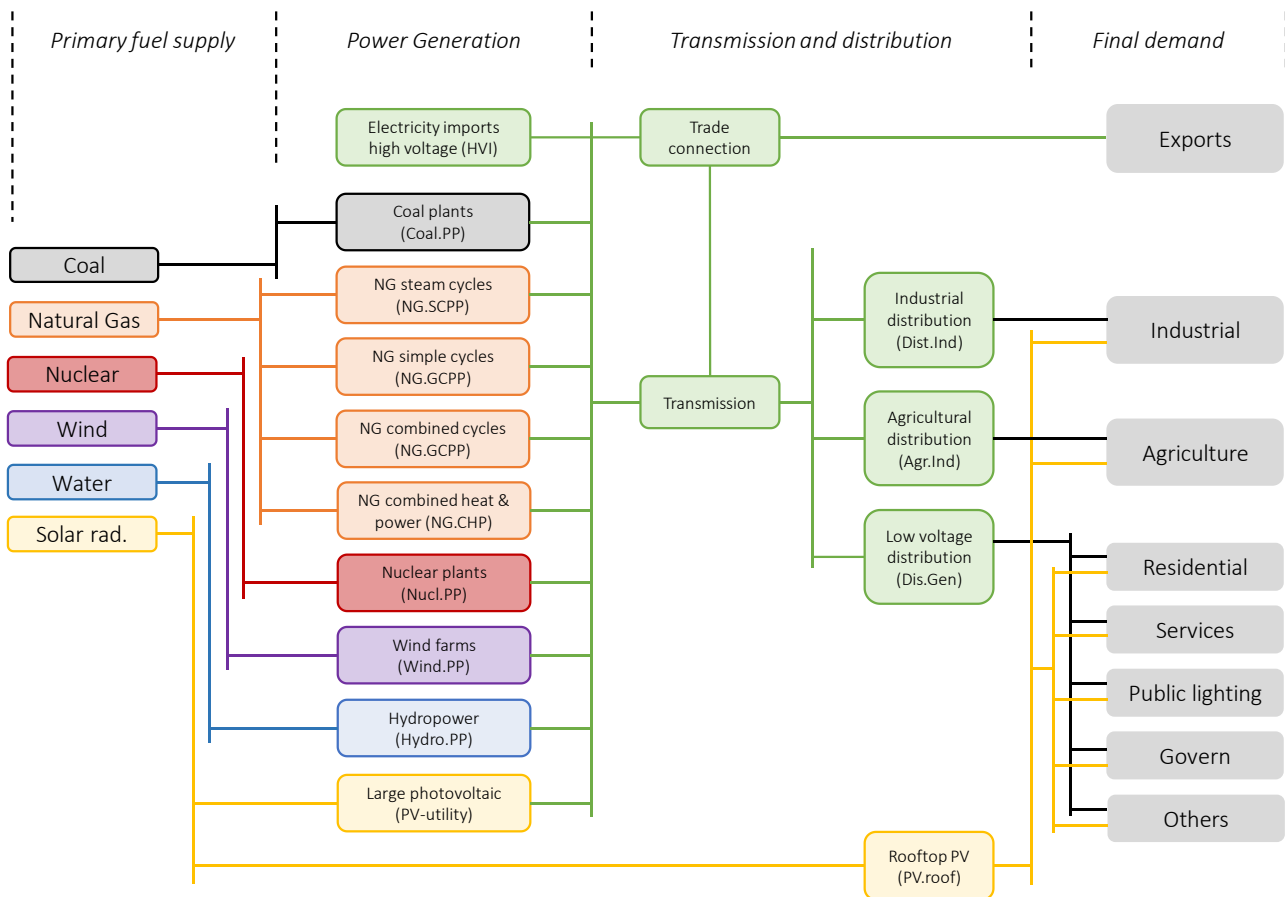 Primary fuel supply
Power Generation
Transmission and distribution
Final demand
Electricity imports
high voltage (HVI)
Trade
connection
Exports
Coal plants
(Coal.PP)
Coal
Natural Gas
Nuclear
Wind
Water
Solar rad.
NG steam cycles
(NG.SCPP)
NG simple cycles
(NG.GCPP)
NG combined cycles
(NG.GCPP)
NG combined heat &
power (NG.CHP)
Nuclear plants
(Nucl.PP)
Wind farms
(Wind.PP)
Hydropower
(Hydro.PP)
Large photovoltaic
(PV-utility)
Transmission
Industrial
distribution
(Dist.Ind)
Agricultural
distribution
(Agr.Ind)
Low voltage
distribution
(Dis.Gen)
Rooftop PV
(PV.roof)
Industrial
Agriculture
Residential
Services
Public lighting
Govern
Others